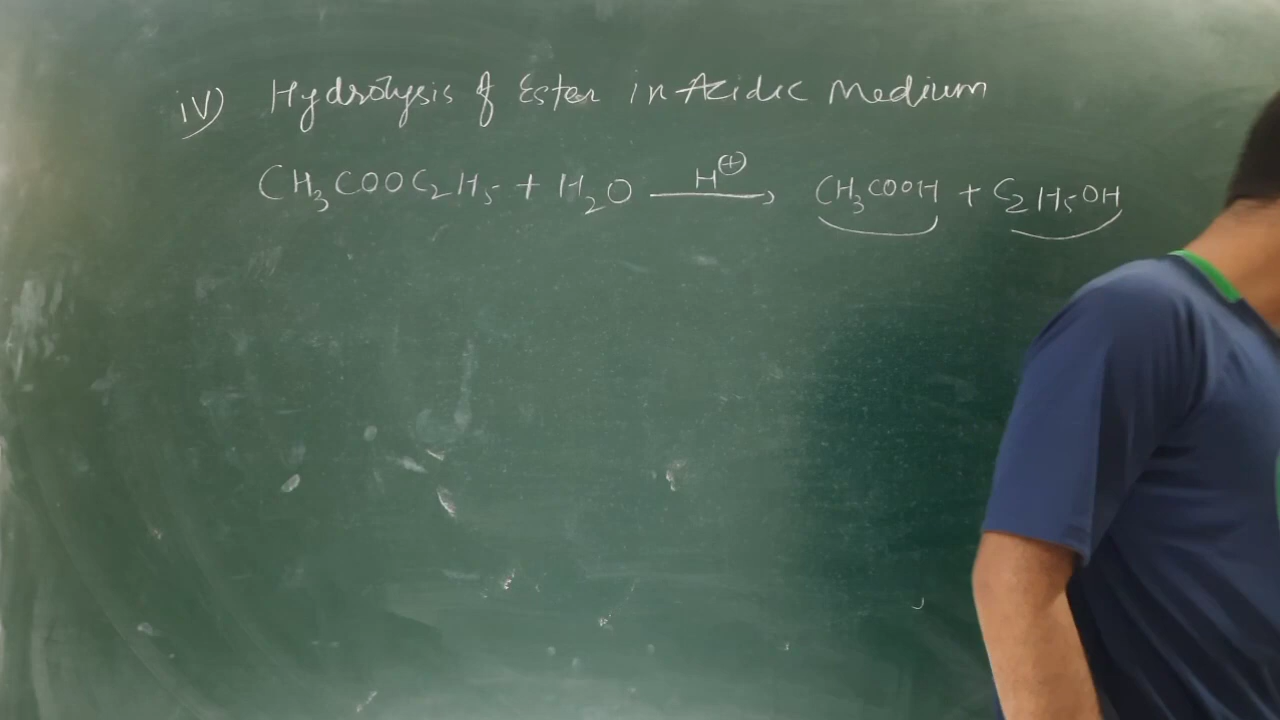 iv) Hydrolysis of Ester in Acidic Medium
CH₃COOC₂H₅ + H₂O —H⊕→ CH₃COOH + C₂H₅OH